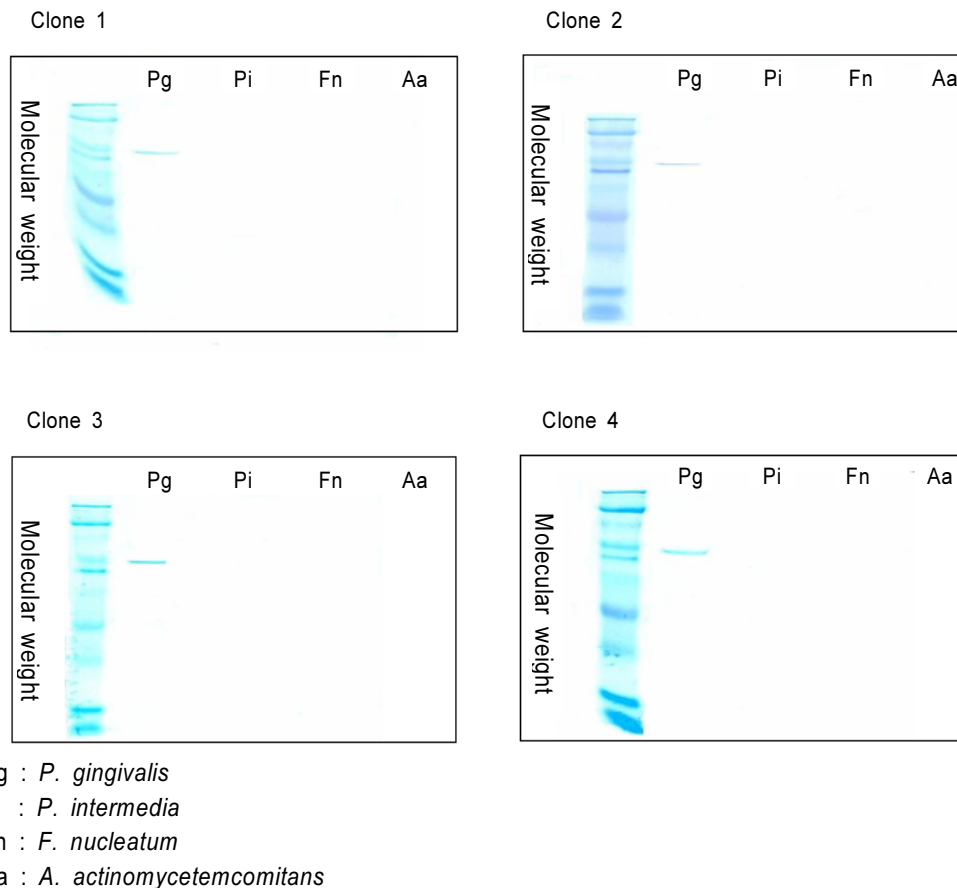 Clone 1
Clone 2
Pg Pi Fn Aa
Molecular weight
Pg Pi Fn Aa
Molecular weight
Clone 3
Clone 4
Pg Pi Fn Aa
Molecular weight
Pg Pi Fn Aa
Molecular weight
g : P. gingivalis
: P. intermedia
n : F. nucleatum
a : A. actinomycetemcomitans